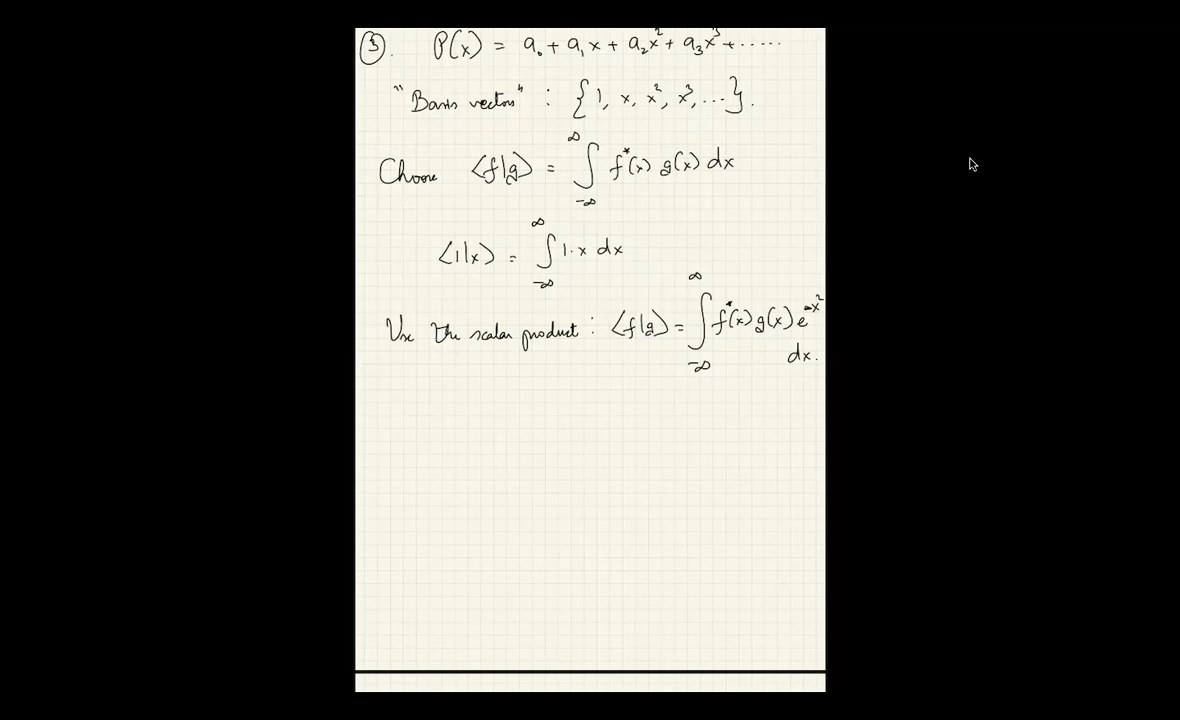 ③. P(x) = a₀ + a₁x + a₂x² + a₃x³ + .....
"Basis vectors" : {1, x, x², x³, ...}.
Choose ⟨f|g⟩ = ∫_{-∞}^{∞} f*(x) g(x) dx
⟨1|x⟩ = ∫_{-∞}^{∞} 1·x dx
Use the scalar product : ⟨f|g⟩ = ∫_{-∞}^{∞} f*(x) g(x) e^{-x²}
dx.